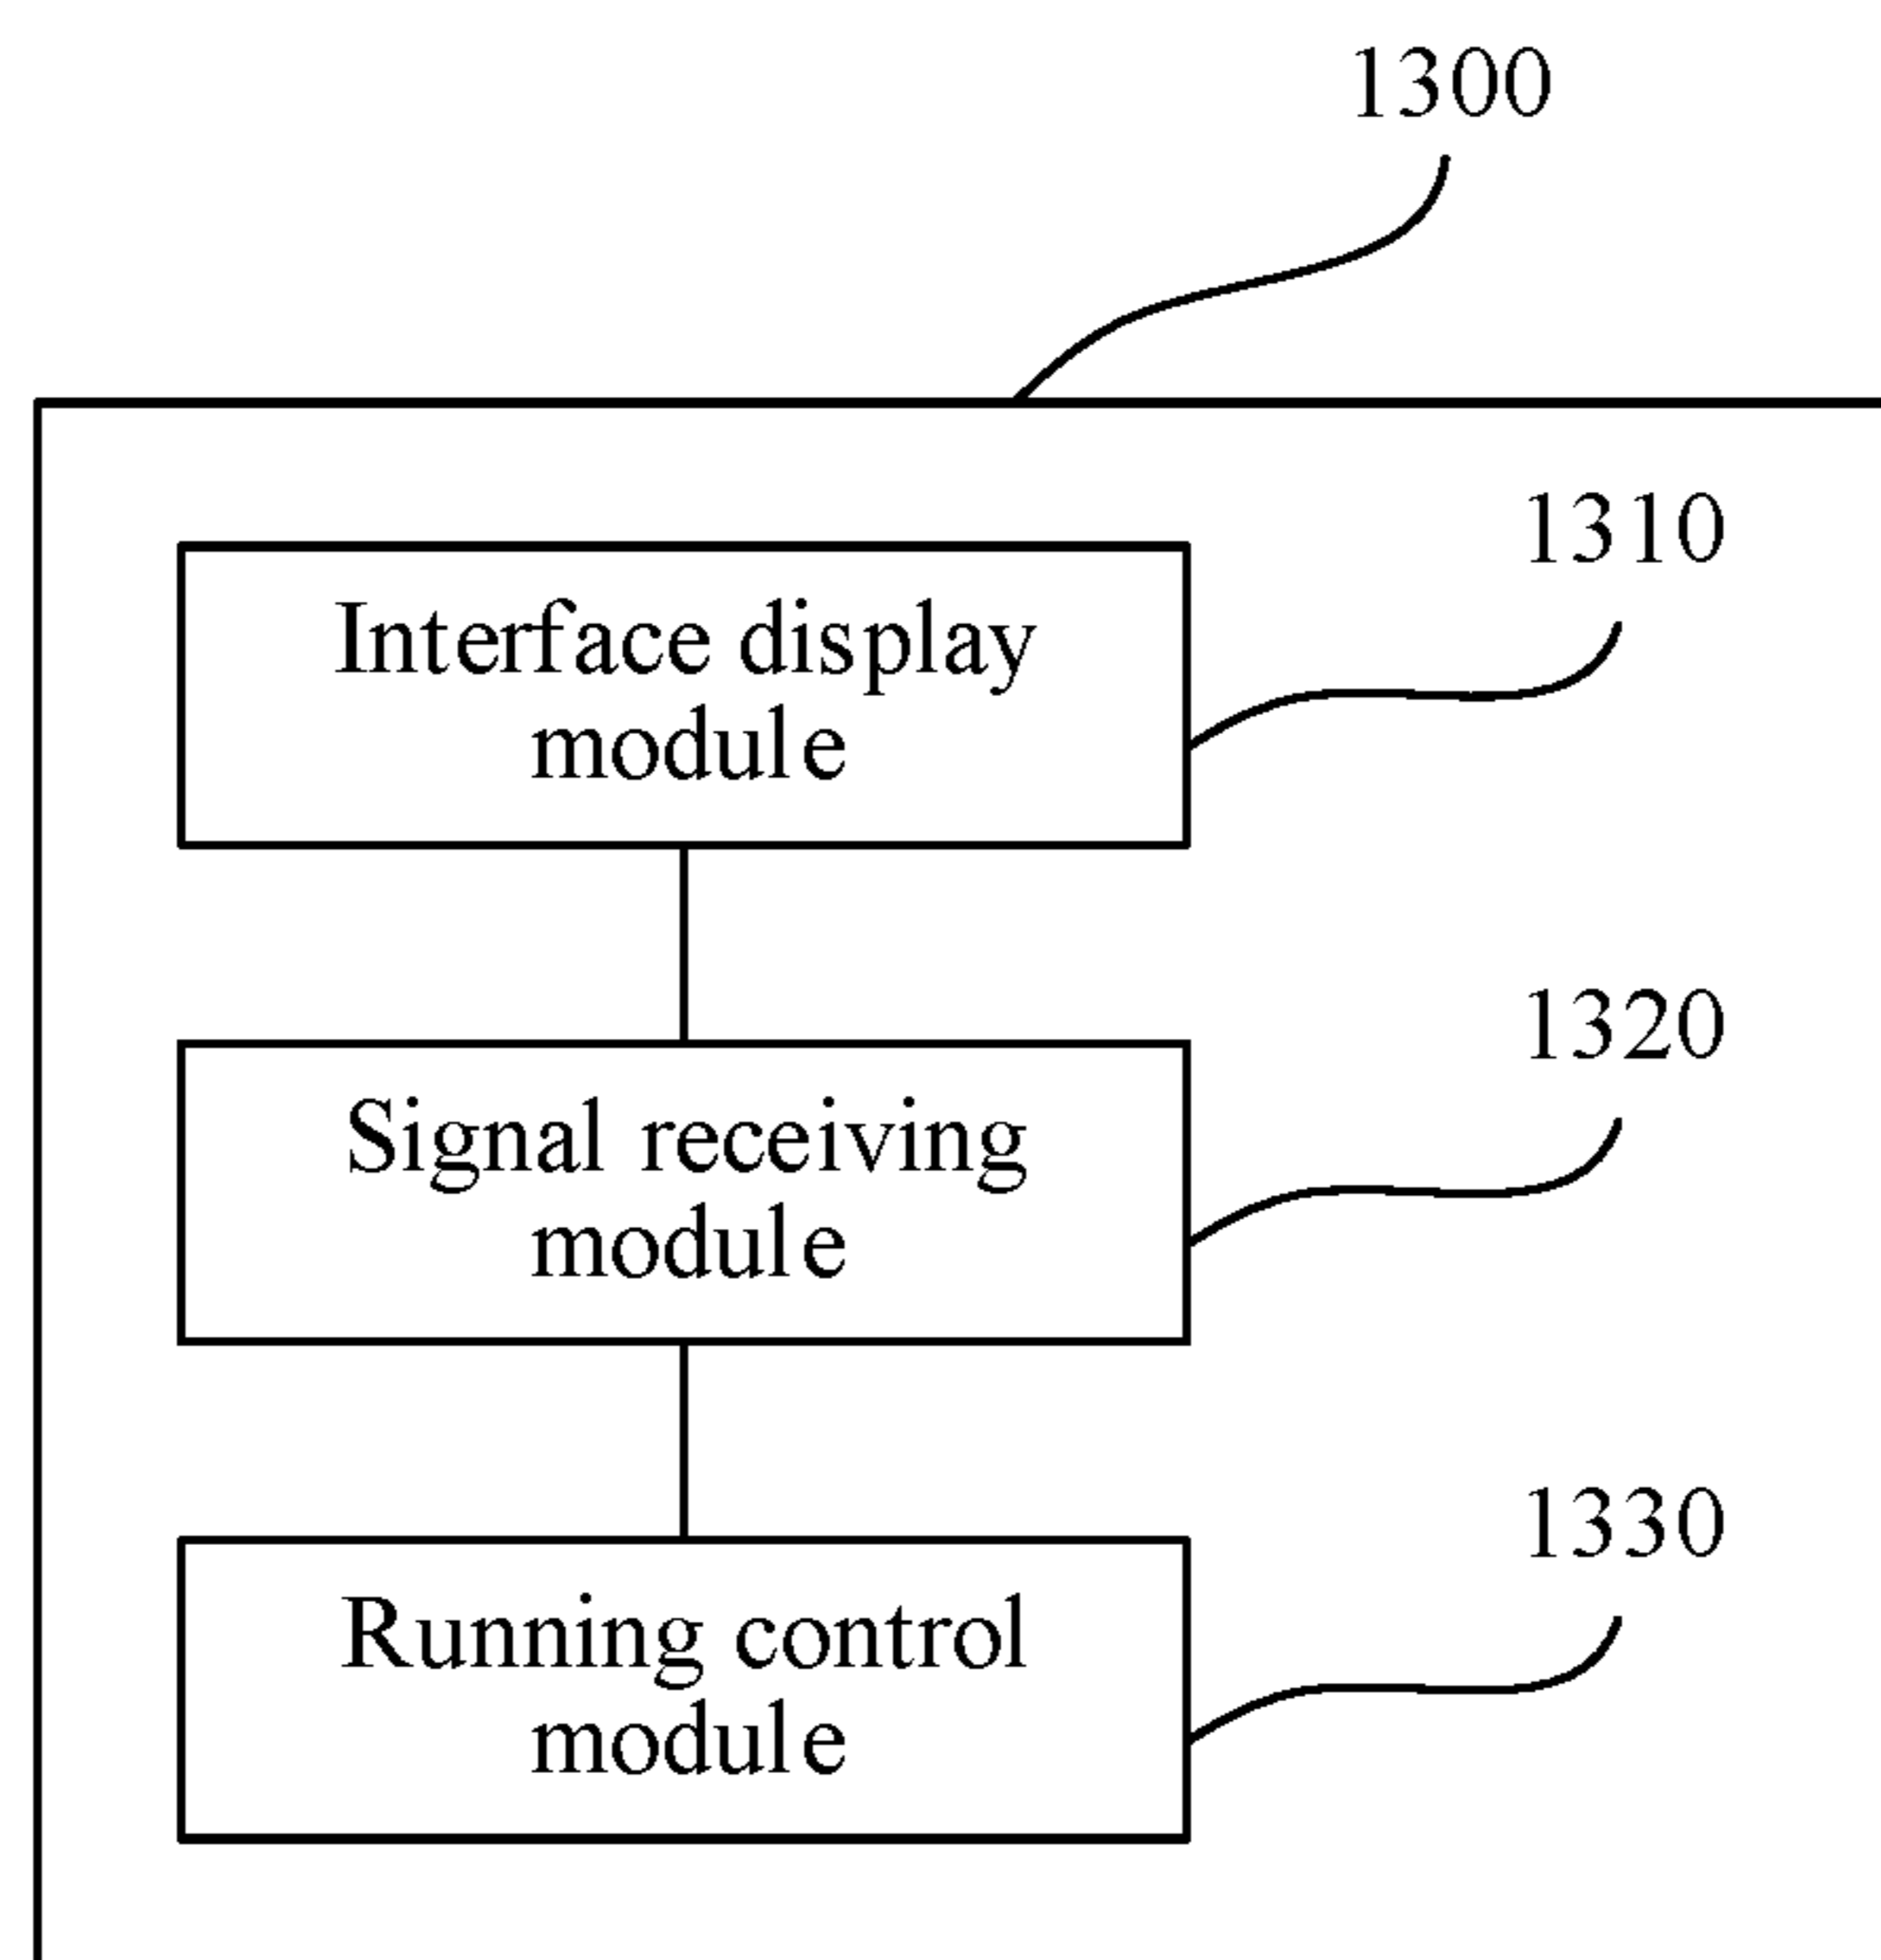 1300
1310
Interface display
module
1320
Signal receiving
module
1330
Running control
module